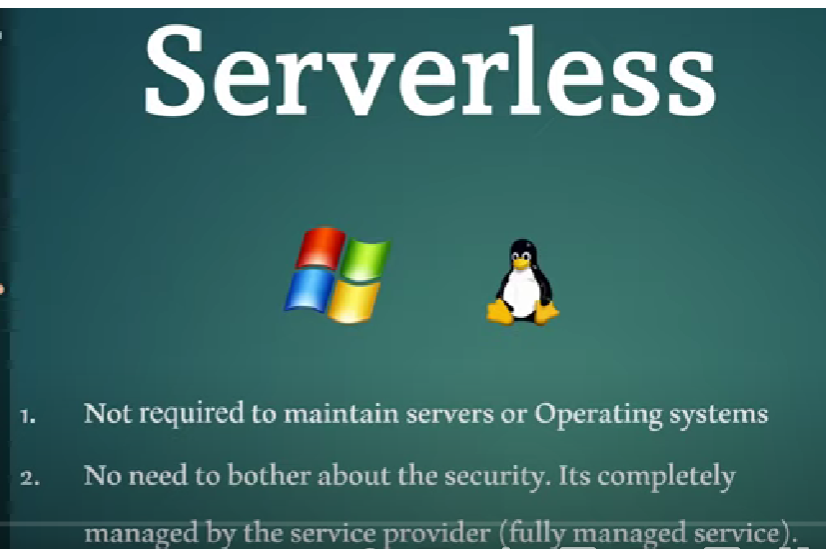 Serverless
1. Not required to maintain servers or Operating systems
2. No need to bother about the security. Its completely
managed by the service provider (fully managed service).